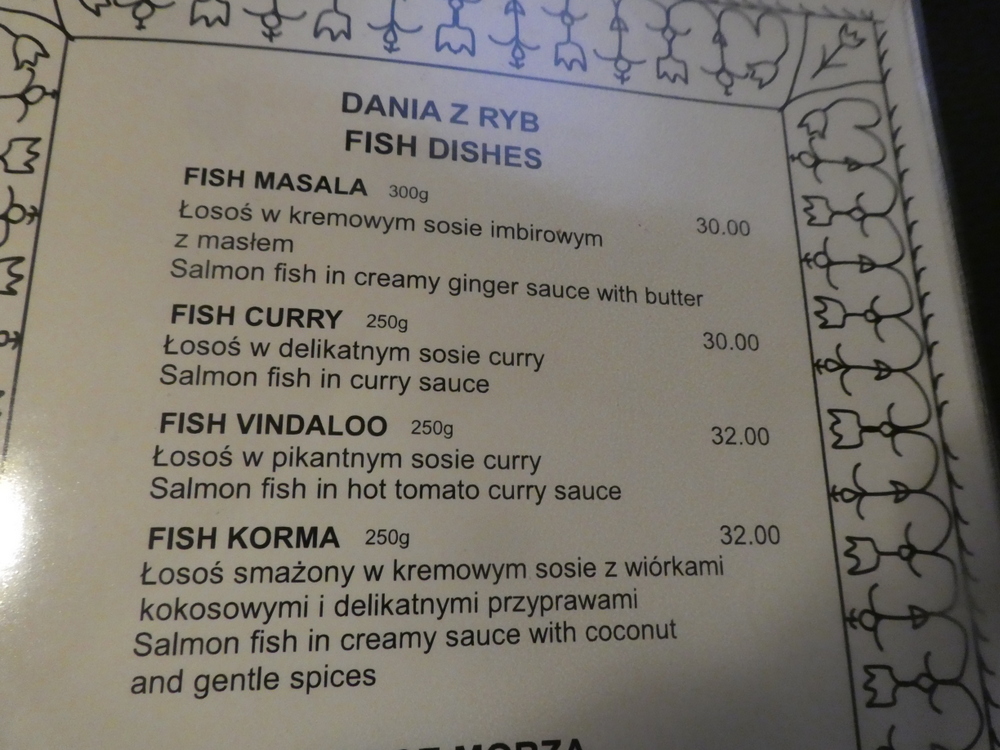 DANIA Z RYB
FISH DISHES
FISH MASALA 300g
Łosoś w kremowym sosie imbirowym 30.00
z masłem
Salmon fish in creamy ginger sauce with butter
FISH CURRY 250g
Łosoś w delikatnym sosie curry 30.00
Salmon fish in curry sauce
FISH VINDALOO 250g 32.00
Łosoś w pikantnym sosie curry
Salmon fish in hot tomato curry sauce
FISH KORMA 250g 32.00
Łosoś smażony w kremowym sosie z wiórkami
kokosowymi i delikatnymi przyprawami
Salmon fish in creamy sauce with coconut
and gentle spices